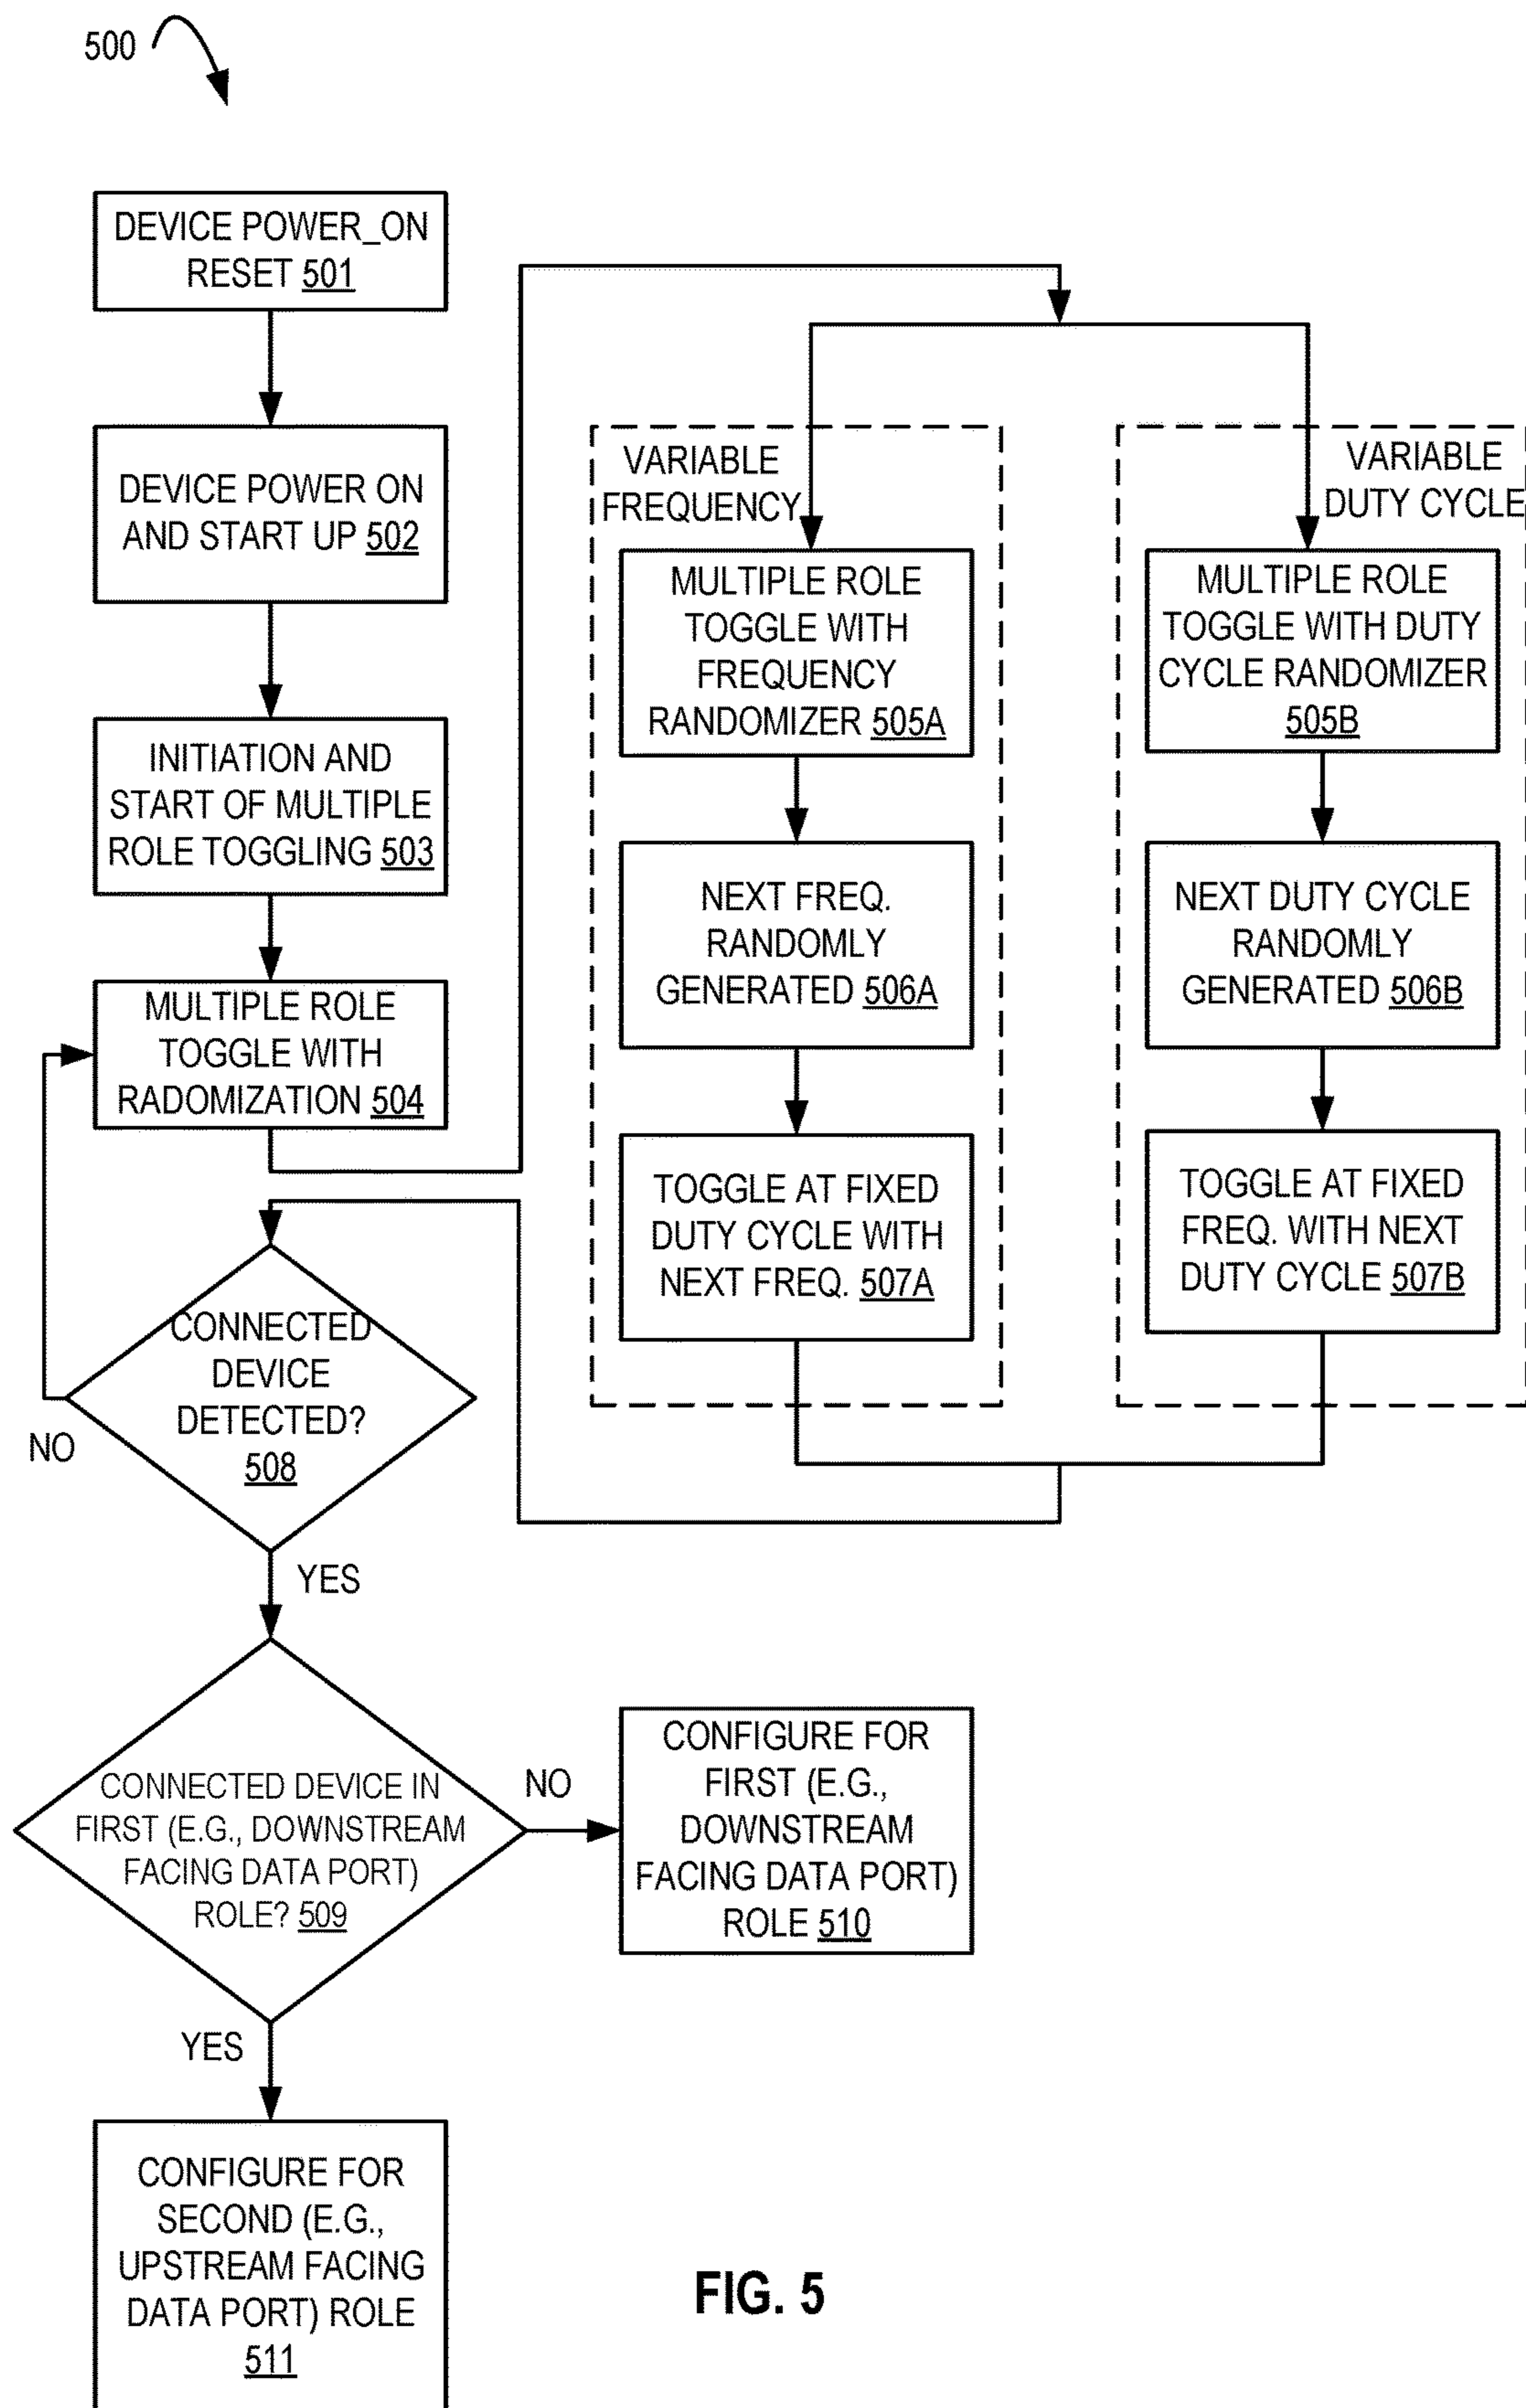 500
DEVICE POWER_ON
RESET 501
DEVICE POWER ON
AND START UP 502
INITIATION AND
START OF MULTIPLE
ROLE TOGGLING 503
MULTIPLE ROLE
TOGGLE WITH
RADOMIZATION 504
VARIABLE
FREQUENCY
MULTIPLE ROLE
TOGGLE WITH
FREQUENCY
RANDOMIZER 505A
NEXT FREQ.
RANDOMLY
GENERATED 506A
TOGGLE AT FIXED
DUTY CYCLE WITH
NEXT FREQ. 507A
VARIABLE
DUTY CYCLE
MULTIPLE ROLE
TOGGLE WITH DUTY
CYCLE RANDOMIZER
505B
NEXT DUTY CYCLE
RANDOMLY
GENERATED 506B
TOGGLE AT FIXED
FREQ. WITH NEXT
DUTY CYCLE 507B
CONNECTED
DEVICE
DETECTED?
508
NO
YES
CONNECTED DEVICE IN
FIRST (E.G., DOWNSTREAM
FACING DATA PORT)
ROLE? 509
NO
CONFIGURE FOR
FIRST (E.G.,
DOWNSTREAM
FACING DATA PORT)
ROLE 510
YES
CONFIGURE FOR
SECOND (E.G.,
UPSTREAM FACING
DATA PORT) ROLE
511
FIG. 5